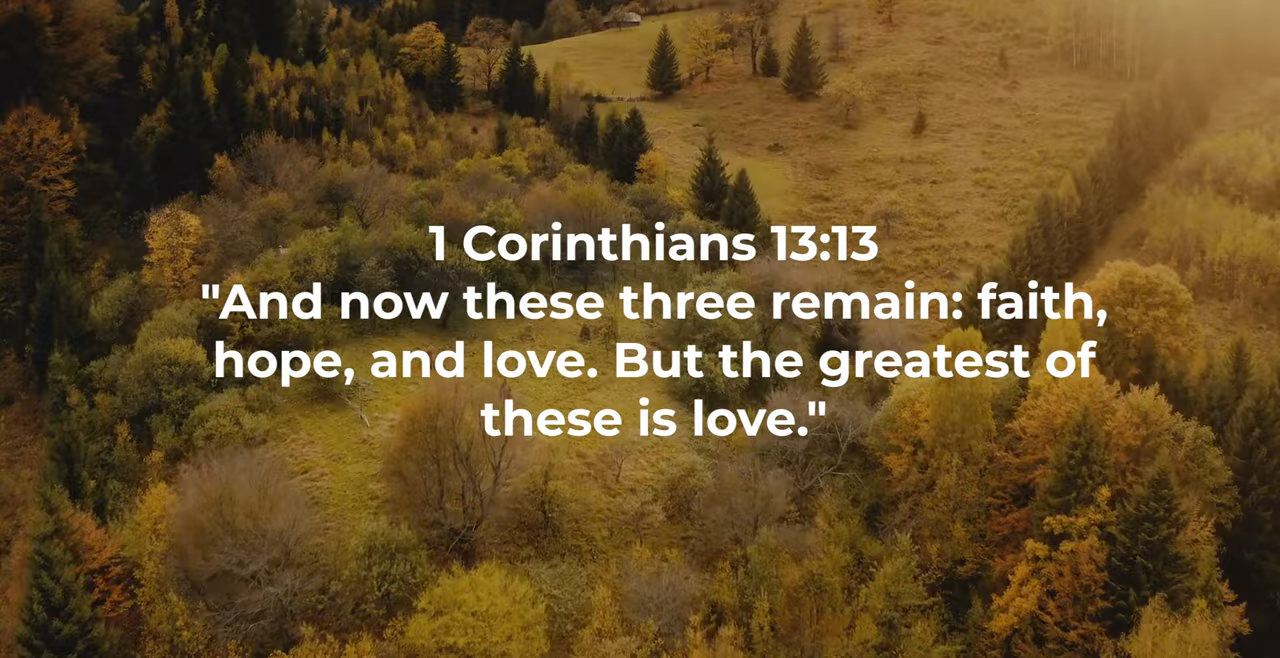 1 Corinthians 13:13
"And now these three remain: faith,
hope, and love. But the greatest of
these is love."